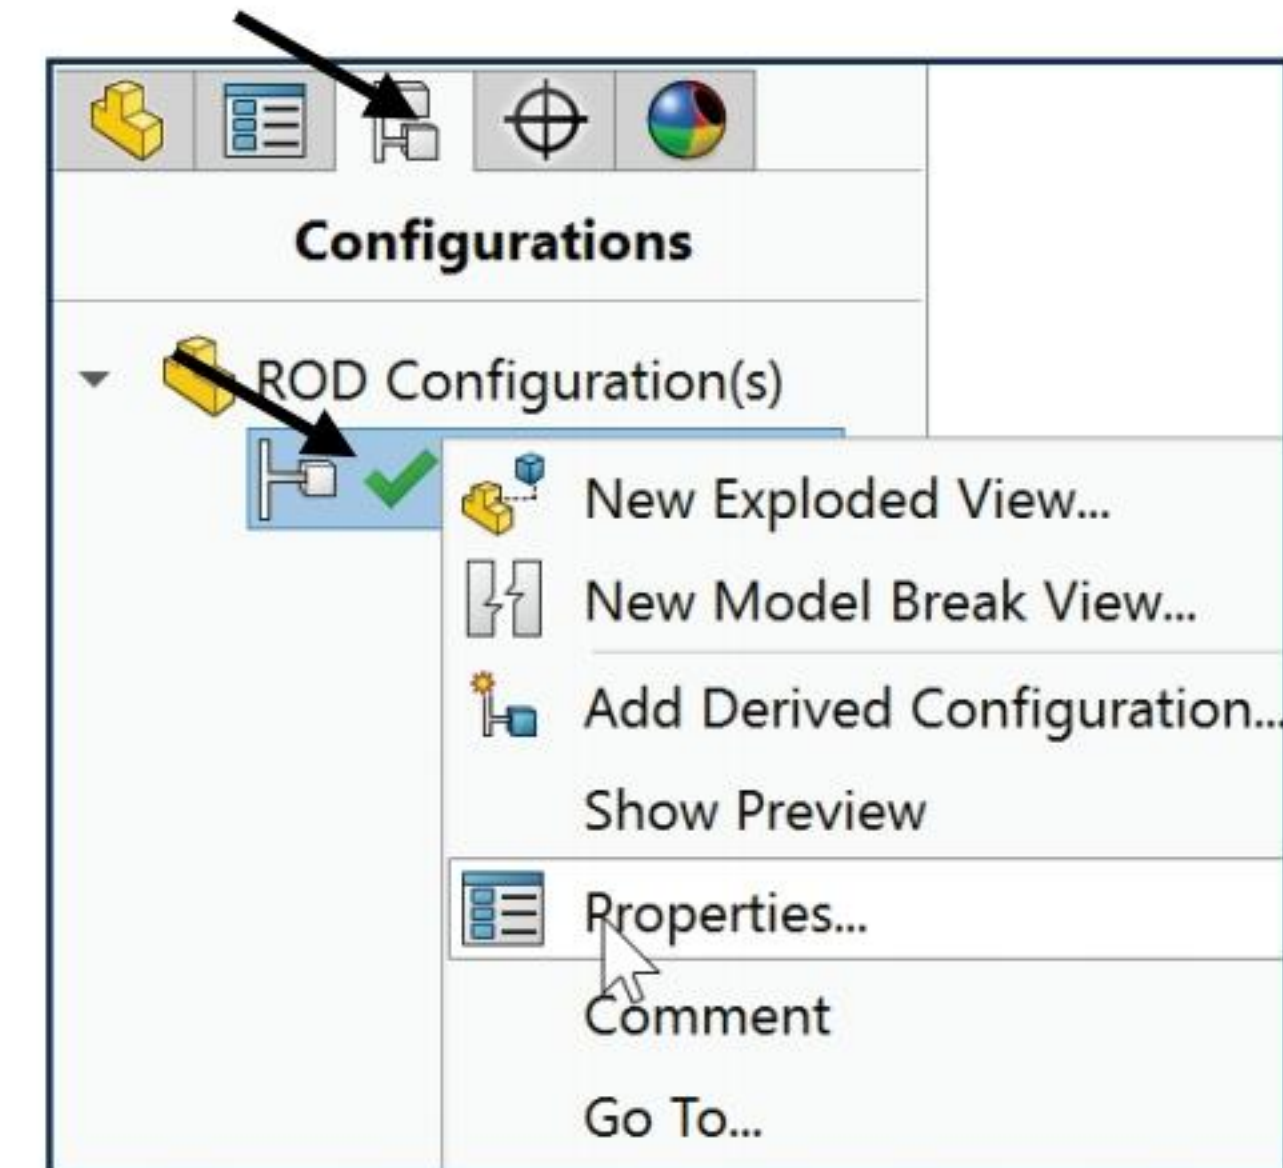 Configurations
ROD Configuration(s)
New Exploded View...
New Model Break View...
Add Derived Configuration...
Show Preview
Properties...
Comment
Go To...